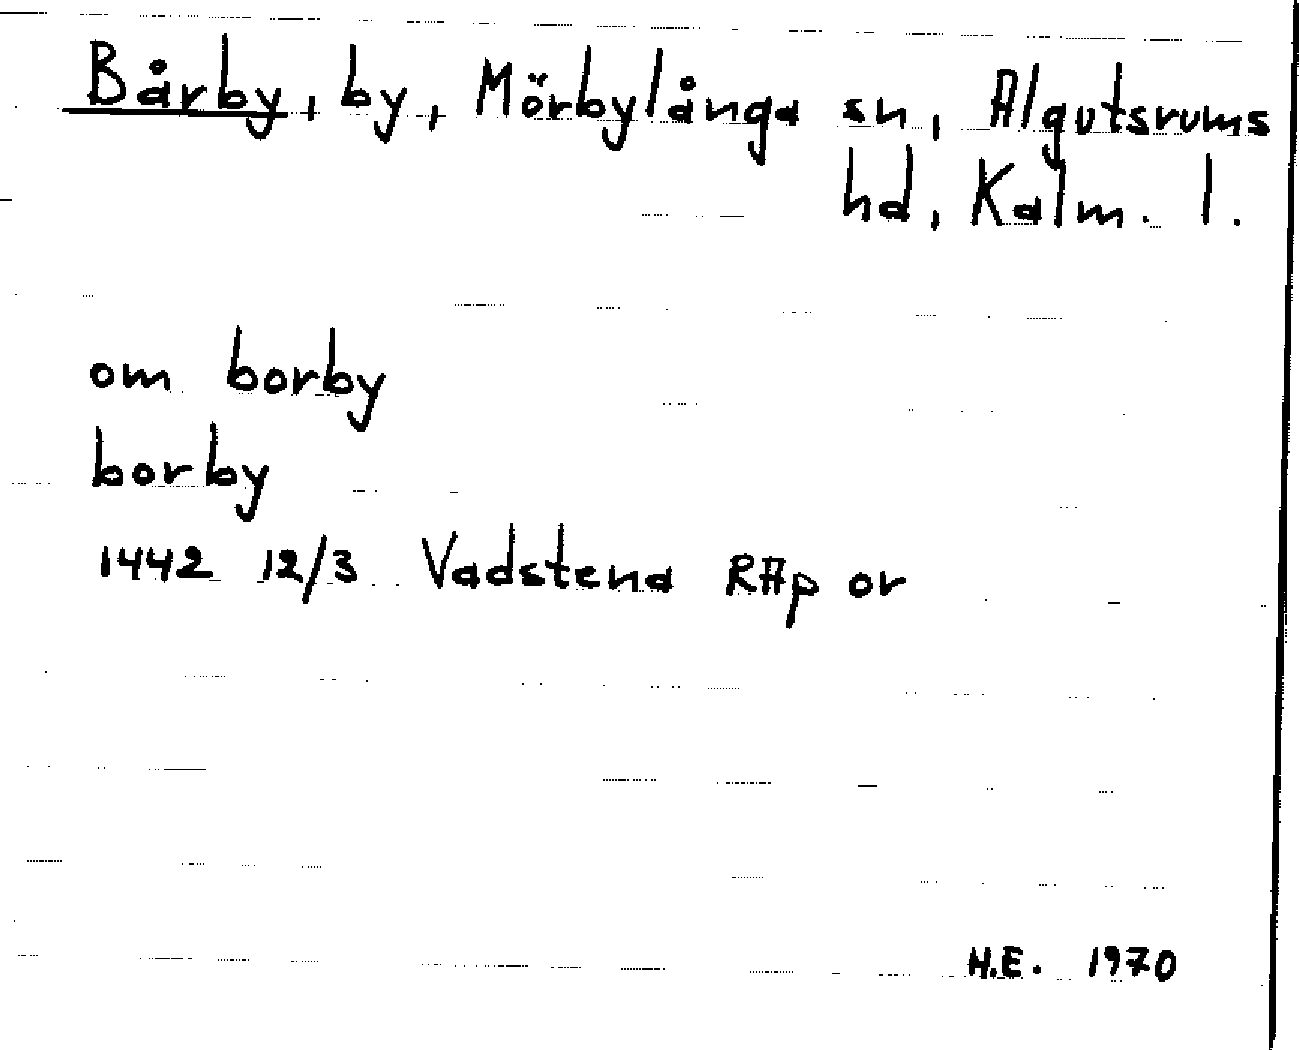 Bårby, by, Mörbylånga sn, Algutsrums
hd, Kalm. l.
om borby
borby
1442 12/3 Vadstena RAp or
H.E. 1970